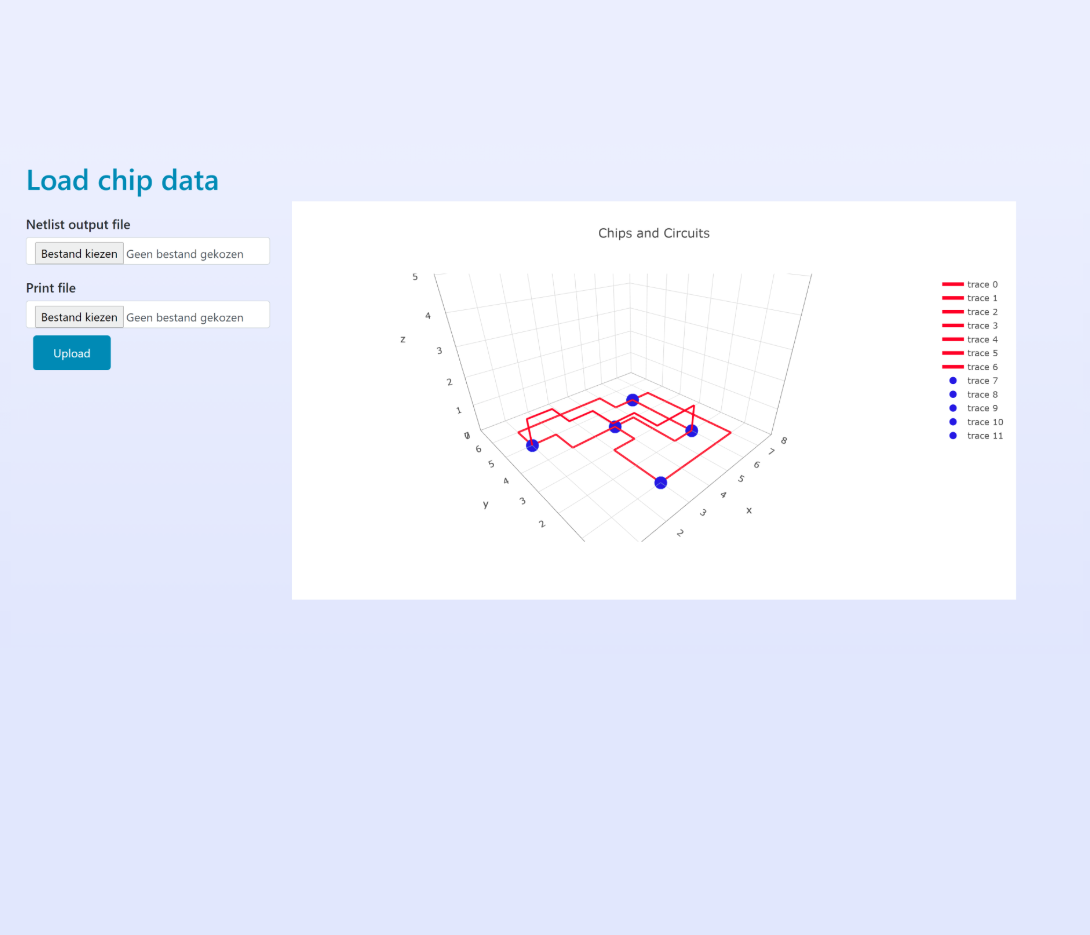 Load chip data
Netlist output file
Bestand kiezen Geen bestand gekozen
Print file
Bestand kiezen Geen bestand gekozen
Upload
Chips and Circuits
5
4
z
3
2
1
6
5
4
3
y
2
8
7
6
5
4
x
3
2
trace 0
trace 1
trace 2
trace 3
trace 4
trace 5
trace 6
trace 7
trace 8
trace 9
trace 10
trace 11